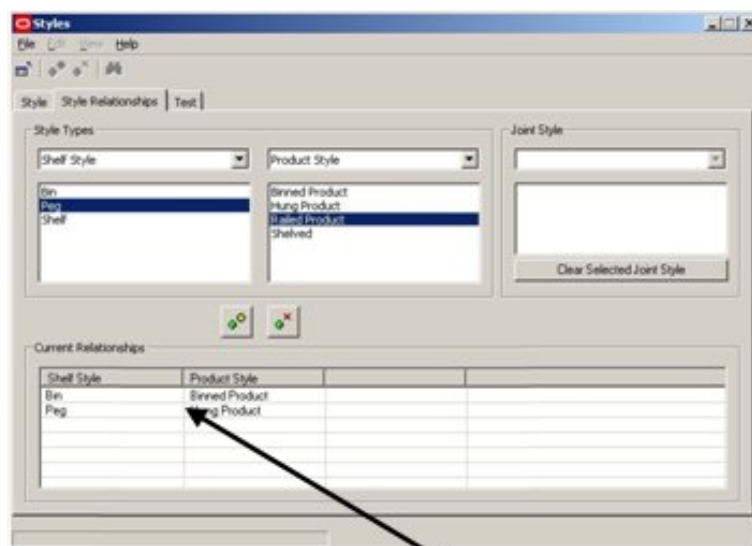 Styles
File Edit View Help
Style Style Relationships Test
Style Types
Joint Style
Shelf Style Product Style
Bin
Peg
Shelf
Binned Product
Hung Product
Railed Product
Shelved
Clear Selected Joint Style
Current Relationships
Shelf Style Product Style
Bin Binned Product
Peg Hung Product